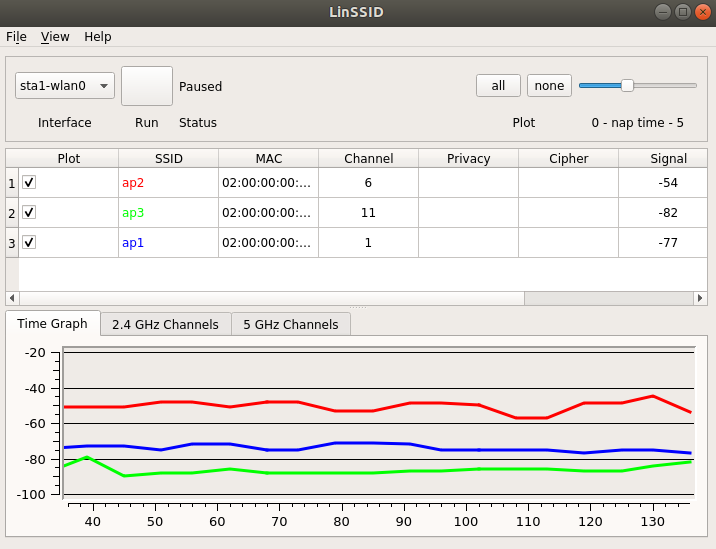 LinSSID
File View Help
sta1-wlan0 Paused all none
Interface Run Status Plot 0 - nap time - 5
Plot SSID MAC Channel Privacy Cipher Signal
1 ap2 02:00:00:00:... 6 -54
2 ap3 02:00:00:00:... 11 -82
3 ap1 02:00:00:00:... 1 -77
Time Graph 2.4 GHz Channels 5 GHz Channels
-20
-40
-60
-80
-100
40 50 60 70 80 90 100 110 120 130